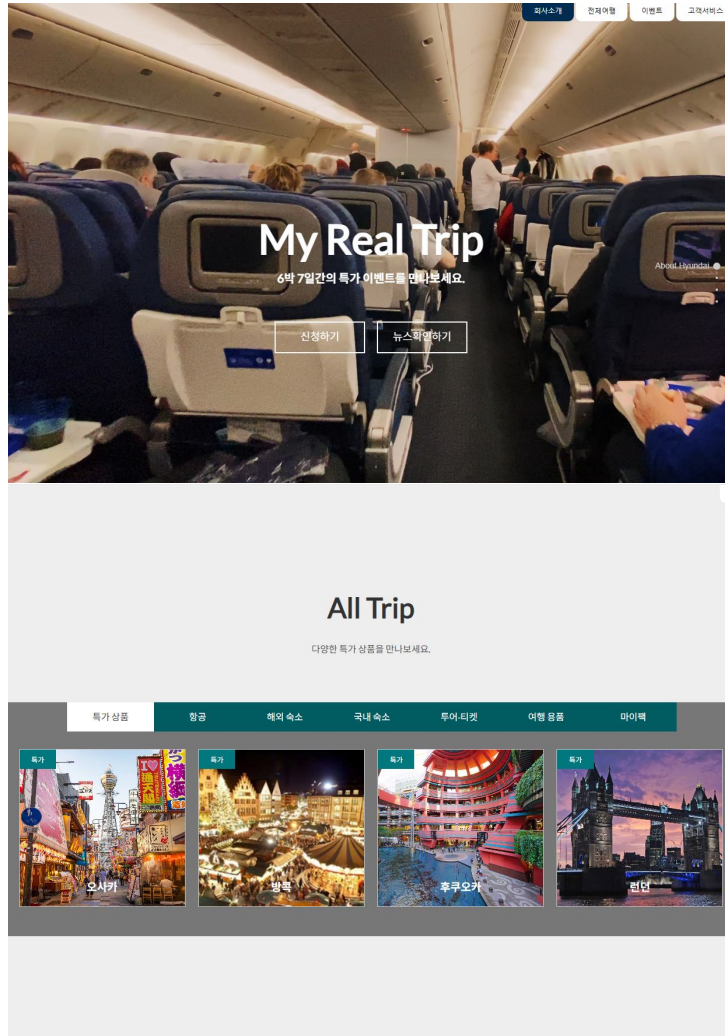 회사소개
전체여행
이벤트
고객서비스
My Real Trip
6박 7일간의 특가 이벤트를 만나보세요.
About Hyundai
신청하기
뉴스확인하기
All Trip
다양한 특가 상품을 만나보세요.
특가 상품
항공
해외 숙소
국내 숙소
투어·티켓
여행 용품
마이팩
특가
특가
특가
특가
오사카
방콕
후쿠오카
런던